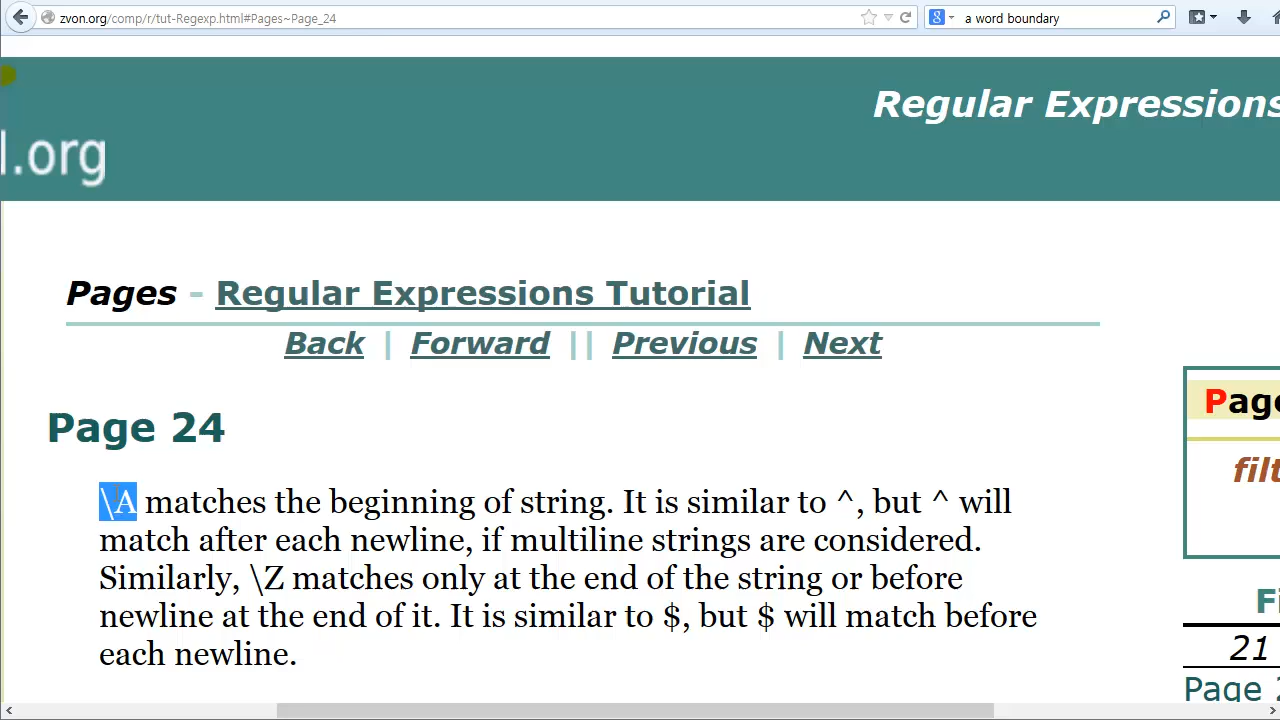 zvon.org/comp/r/tut-Regexp.html#Pages~Page_24
a word boundary
Regular Expressions
l.org
Pages - Regular Expressions Tutorial
Back | Forward || Previous | Next
Page 24
\A matches the beginning of string. It is similar to ^, but ^ will
match after each newline, if multiline strings are considered.
Similarly, \Z matches only at the end of the string or before
newline at the end of it. It is similar to $, but $ will match before
each newline.
Page
filt
21
Page